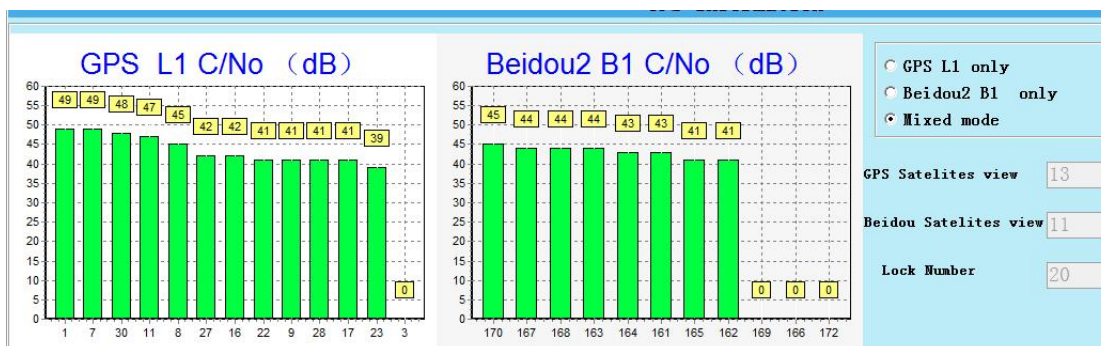 GPS L1 C/No （dB）
60
55
50
45
40
35
30
25
20
15
10
5
0
49 49 48 47 45 42 42 41 41 41 41 39 0
1 7 30 11 8 27 16 22 9 28 17 23 3
Beidou2 B1 C/No （dB）
60
55
50
45
40
35
30
25
20
15
10
5
0
45 44 44 44 43 43 41 41 0 0 0
170 167 168 163 164 161 165 162 169 166 172
GPS L1 only
Beidou2 B1 only
Mixed mode
GPS Satelites view 13
Beidou Satelites view 11
Lock Number 20